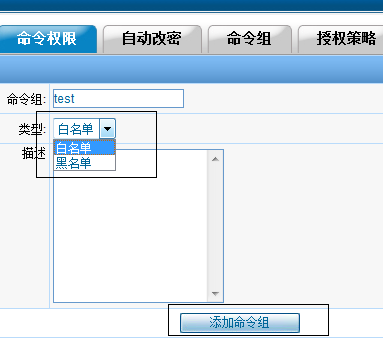 命令权限 自动改密 命令组 授权策略
命令组: test
类型: 白名单
白名单
黑名单
描述
添加命令组